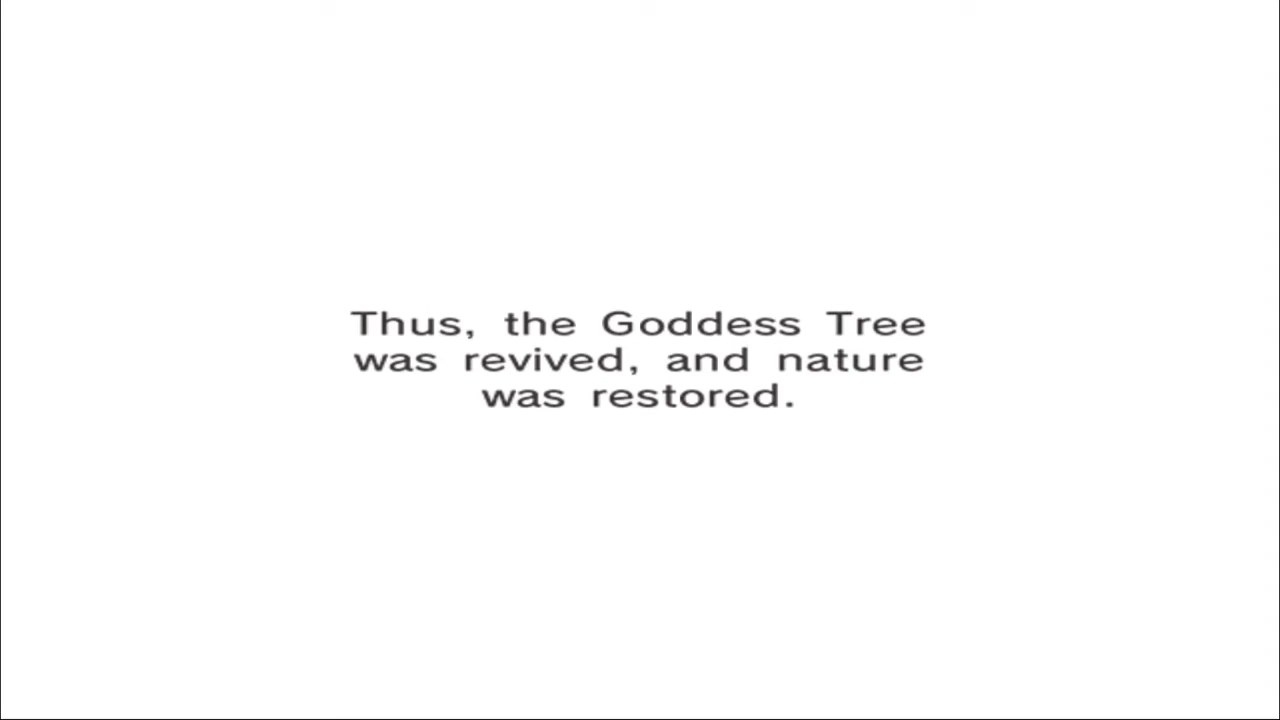 Thus, the Goddess Tree
was revived, and nature
was restored.